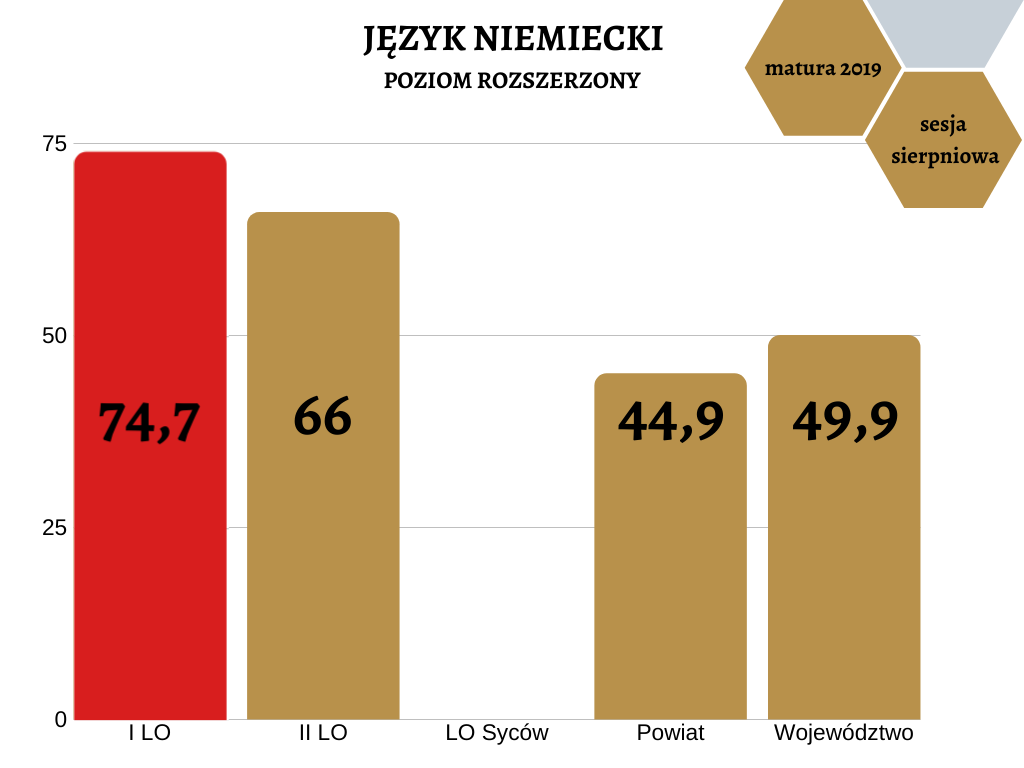 JĘZYK NIEMIECKI
POZIOM ROZSZERZONY
matura 2019
sesja
sierpniowa
75
50
25
0
74,7
66
44,9
49,9
I LO
II LO
LO Syców
Powiat
Województwo